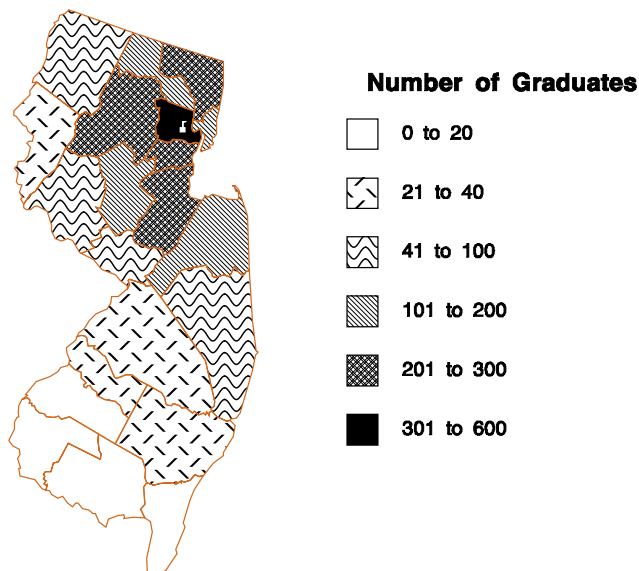 Number of Graduates
0 to 20
21 to 40
41 to 100
101 to 200
201 to 300
301 to 600